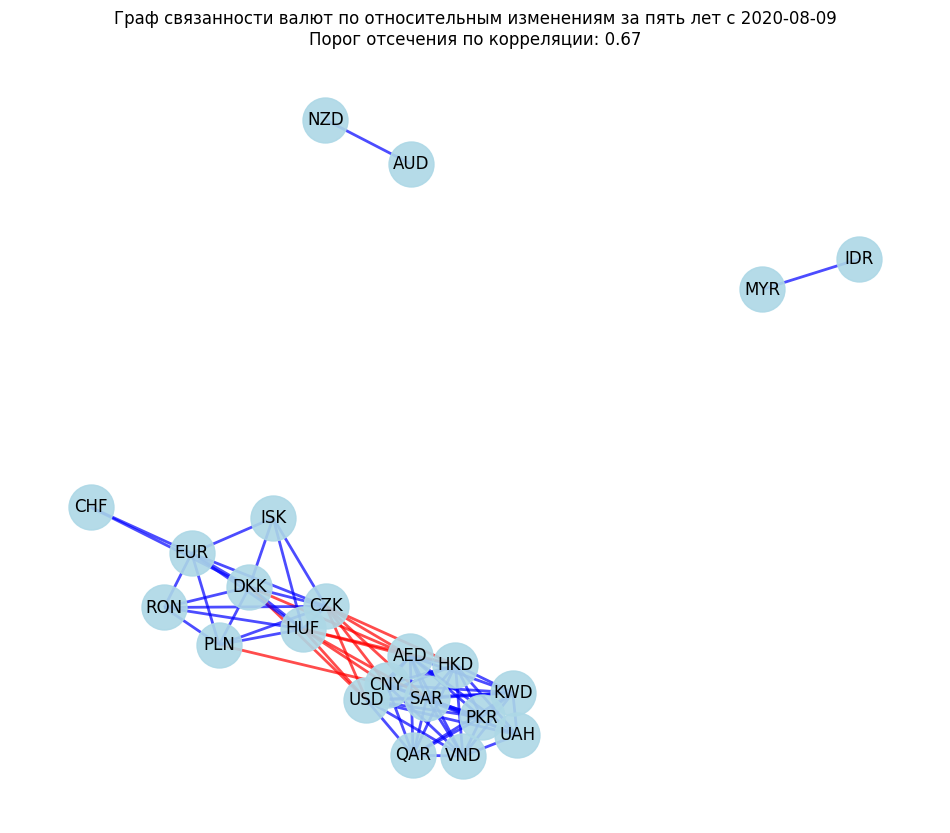 Граф связанности валют по относительным изменениям за пять лет с 2020-08-09
Порог отсечения по корреляции: 0.67
NZD
AUD
IDR
MYR
CHF
ISK
EUR
DKK
RON
CZK
HUF
PLN
AED
HKD
CNY
KWD
USD
SAR
PKR
UAH
QAR
VND